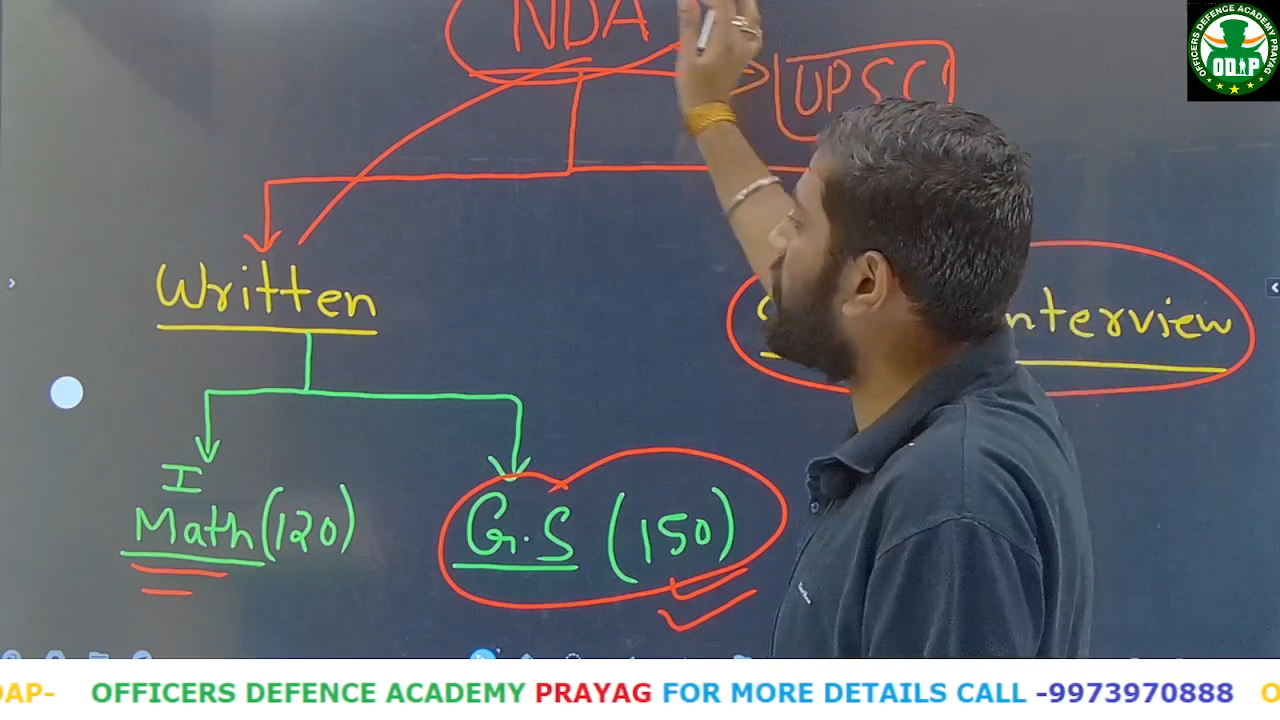 NDA
UPSC
Written
nterview
I
Math (120)
G.S (150)
OFFICERS DEFENCE ACADEMY PRAYAG
ODAP
DAP- OFFICERS DEFENCE ACADEMY PRAYAG FOR MORE DETAILS CALL -9973970888 O